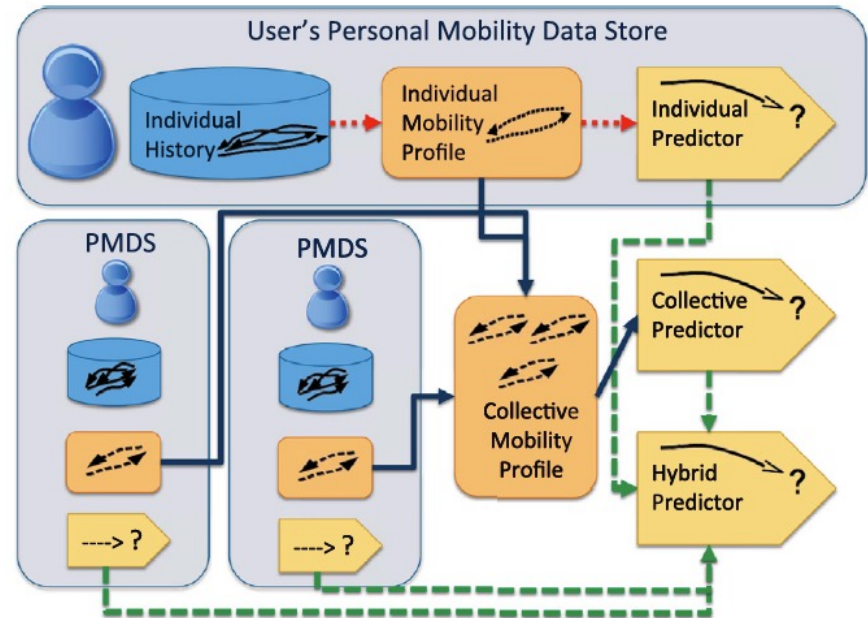 User's Personal Mobility Data Store
Individual
History
Individual
Mobility
Profile
Individual
Predictor
?
PMDS
PMDS
Collective
Predictor
?
Collective
Mobility
Profile
Hybrid
Predictor
?
----> ?
----> ?